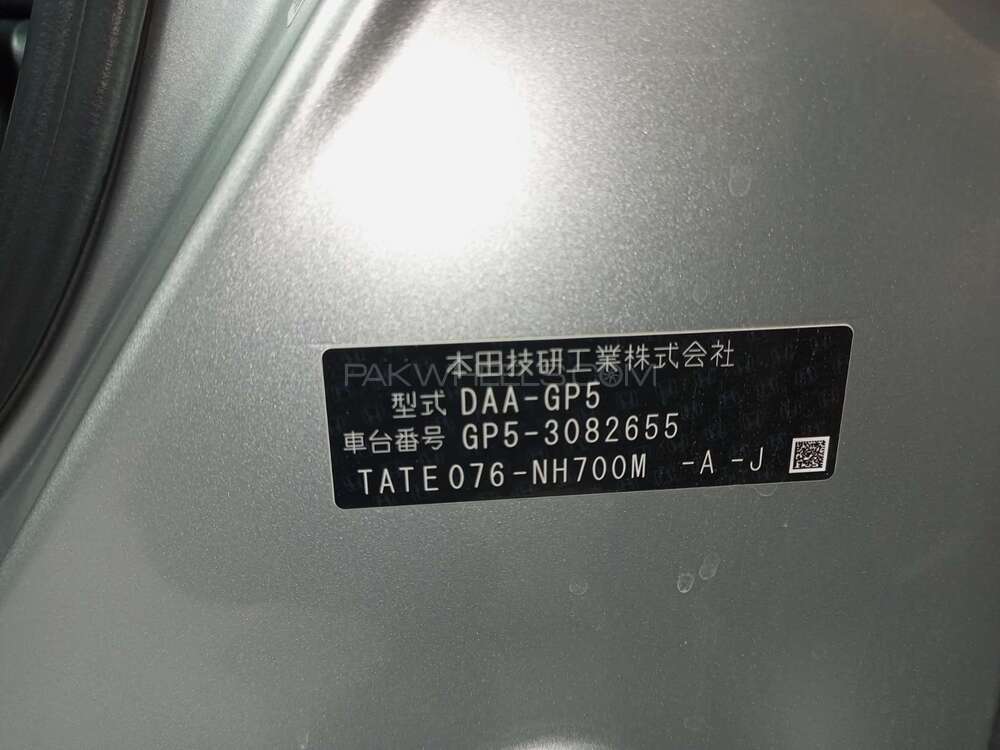 本田技研工業株式会社
PAKWHEELS.COM
型式 DAA-GP5
車台番号 GP5-3082655
TATE076-NH700M -A -J